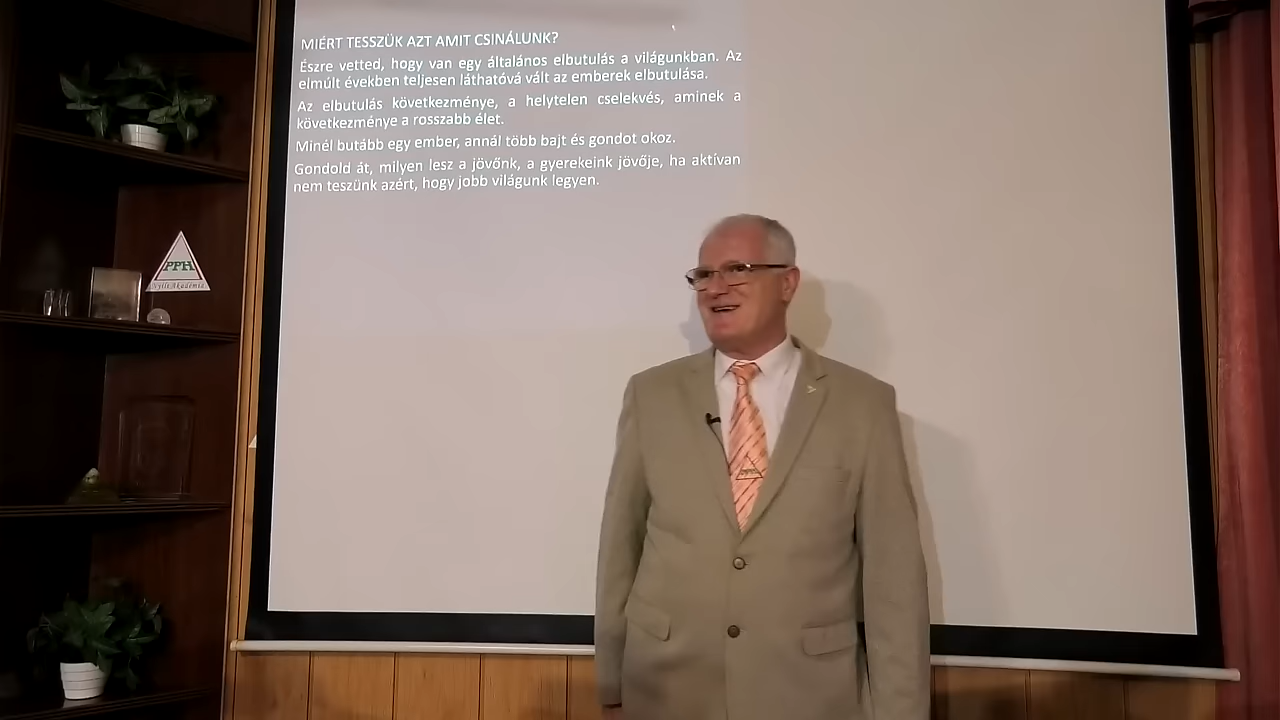 MIÉRT TESSZÜK AZT AMIT CSINÁLUNK?
Észre vetted, hogy van egy általános elbutulás a világunkban. Az
elmúlt években teljesen láthatóvá vált az emberek elbutulása.
Az elbutulás következménye, a helytelen cselekvés, aminek a
következménye a rosszabb élet.
Minél butább egy ember, annál több bajt és gondot okoz.
Gondold át, milyen lesz a jövőnk, a gyerekeink jövője, ha aktívan
nem teszünk azért, hogy jobb világunk legyen.
PPH
Nyílt Akadémia
PPH